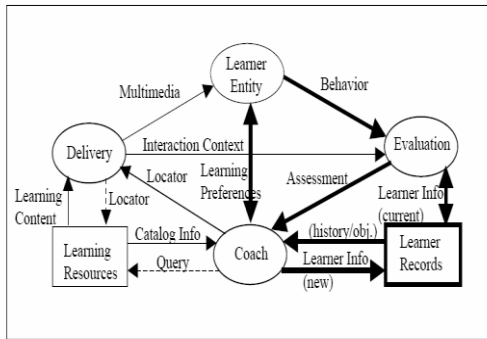 Learner
Entity
Multimedia
Behavior
Delivery
Interaction Context
Evaluation
Learning
Preferences
Locator
Assessment
Learning
Content
Locator
Learner Info
(current)
Learning
Resources
Catalog Info
Query
Coach
(history/obj.)
Learner Info
(new)
Learner
Records